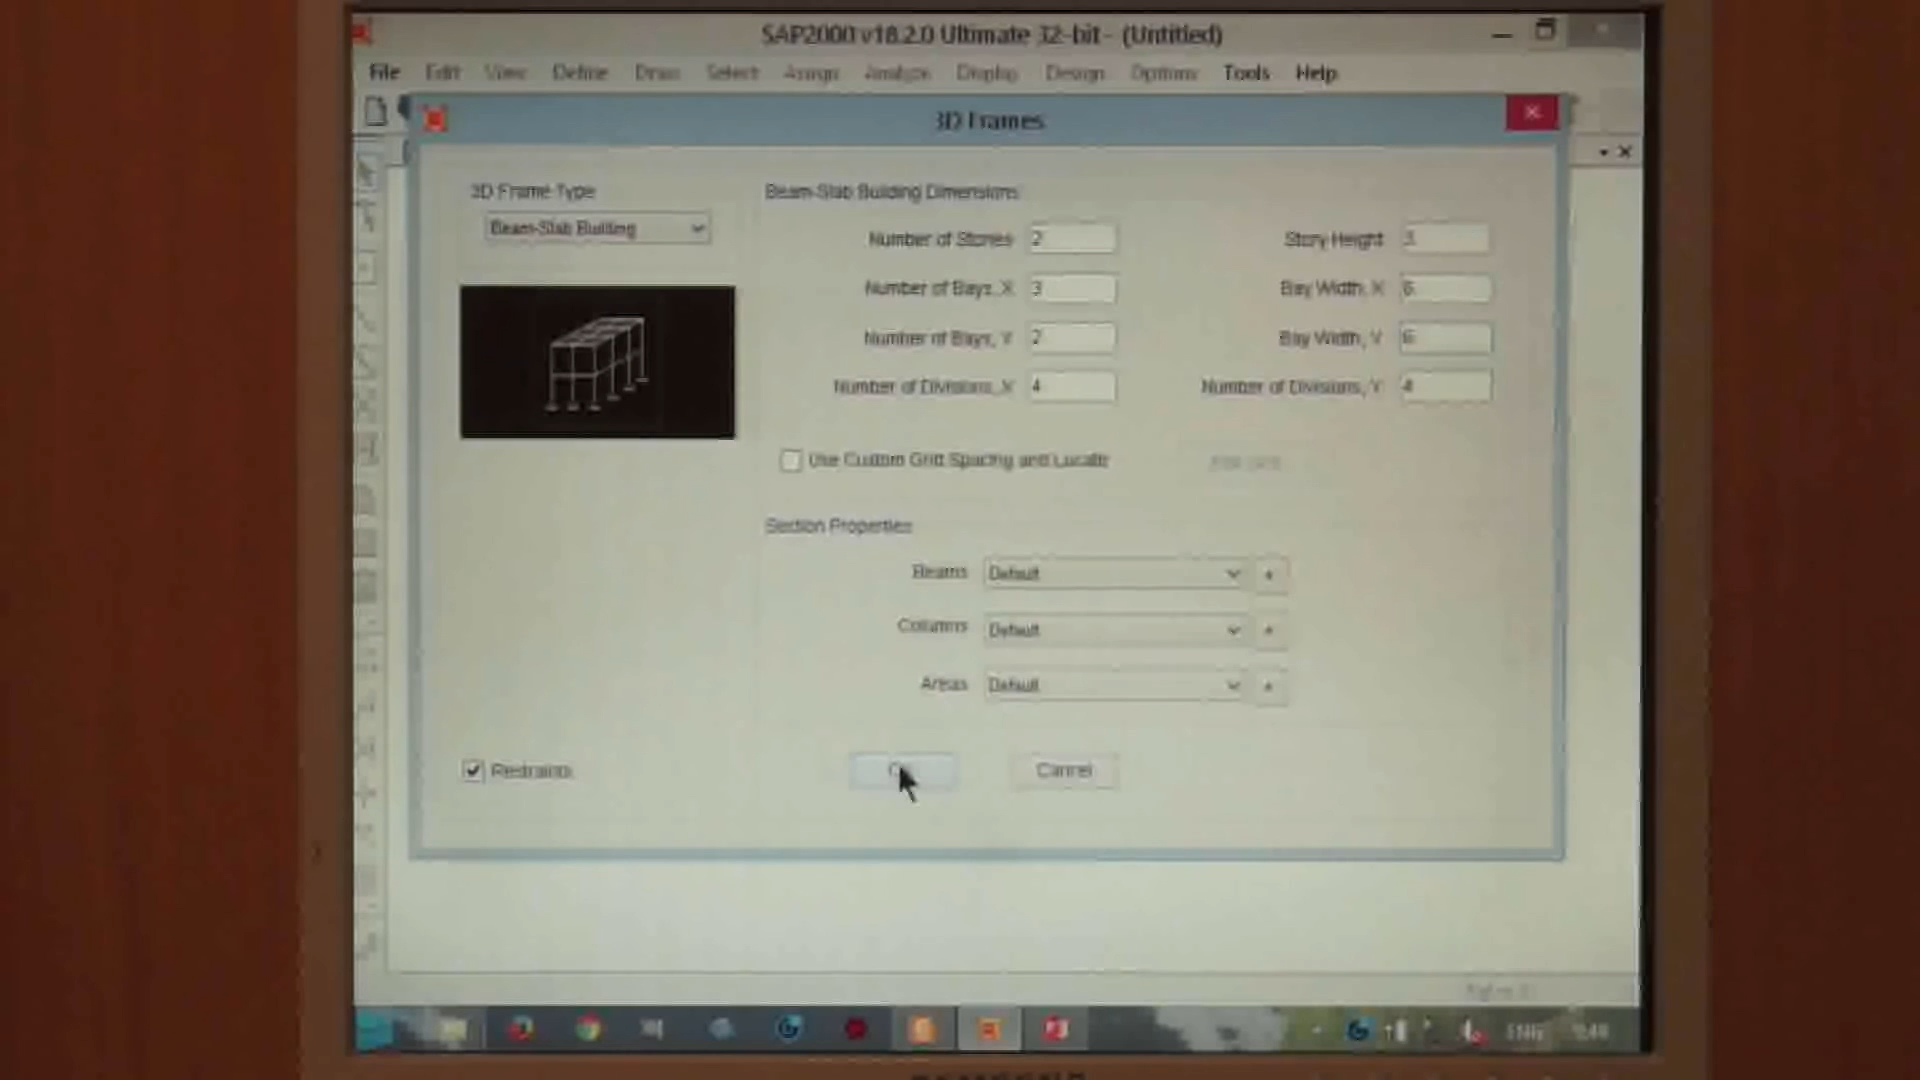 SAP2000 v18.2.0 Ultimate 32-bit - (Untitled)
File Edit View Define Draw Select Assign Analyze Display Design Options Tools Help
3D Frames
3D Frame Type
Beam-Slab Building
Beam-Slab Building Dimensions
Number of Stories 2 Story Height 3.
Number of Bays, X 3 Bay Width, X 6.
Number of Bays, Y 2 Bay Width, Y 6.
Number of Divisions, X 4 Number of Divisions, Y 4
Use Custom Grid Spacing and Locate
Section Properties
Beams Default +
Columns Default +
Areas Default +
Restraints
Cancel
ENG